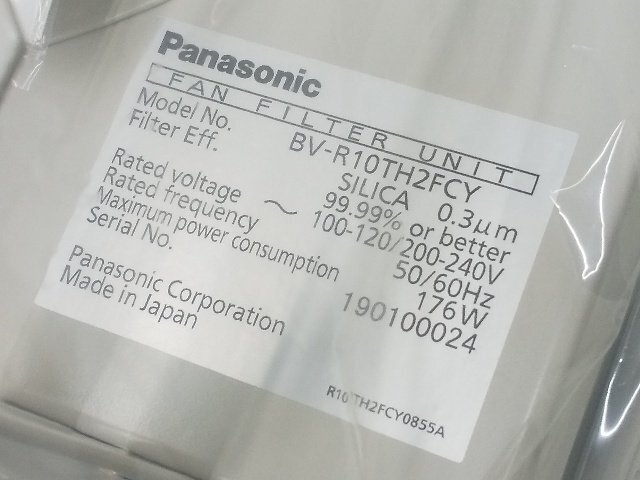 Panasonic
FAN FILTER UNIT
Model No. BV-R10TH2FCY
Filter Eff. SILICA 0.3μm
99.99% or better
Rated voltage ～ 100-120/200-240V
Rated frequency 50/60Hz
Maximum power consumption 176W
Serial No. 190100024
Panasonic Corporation
Made in Japan
R10TH2FCY0855A